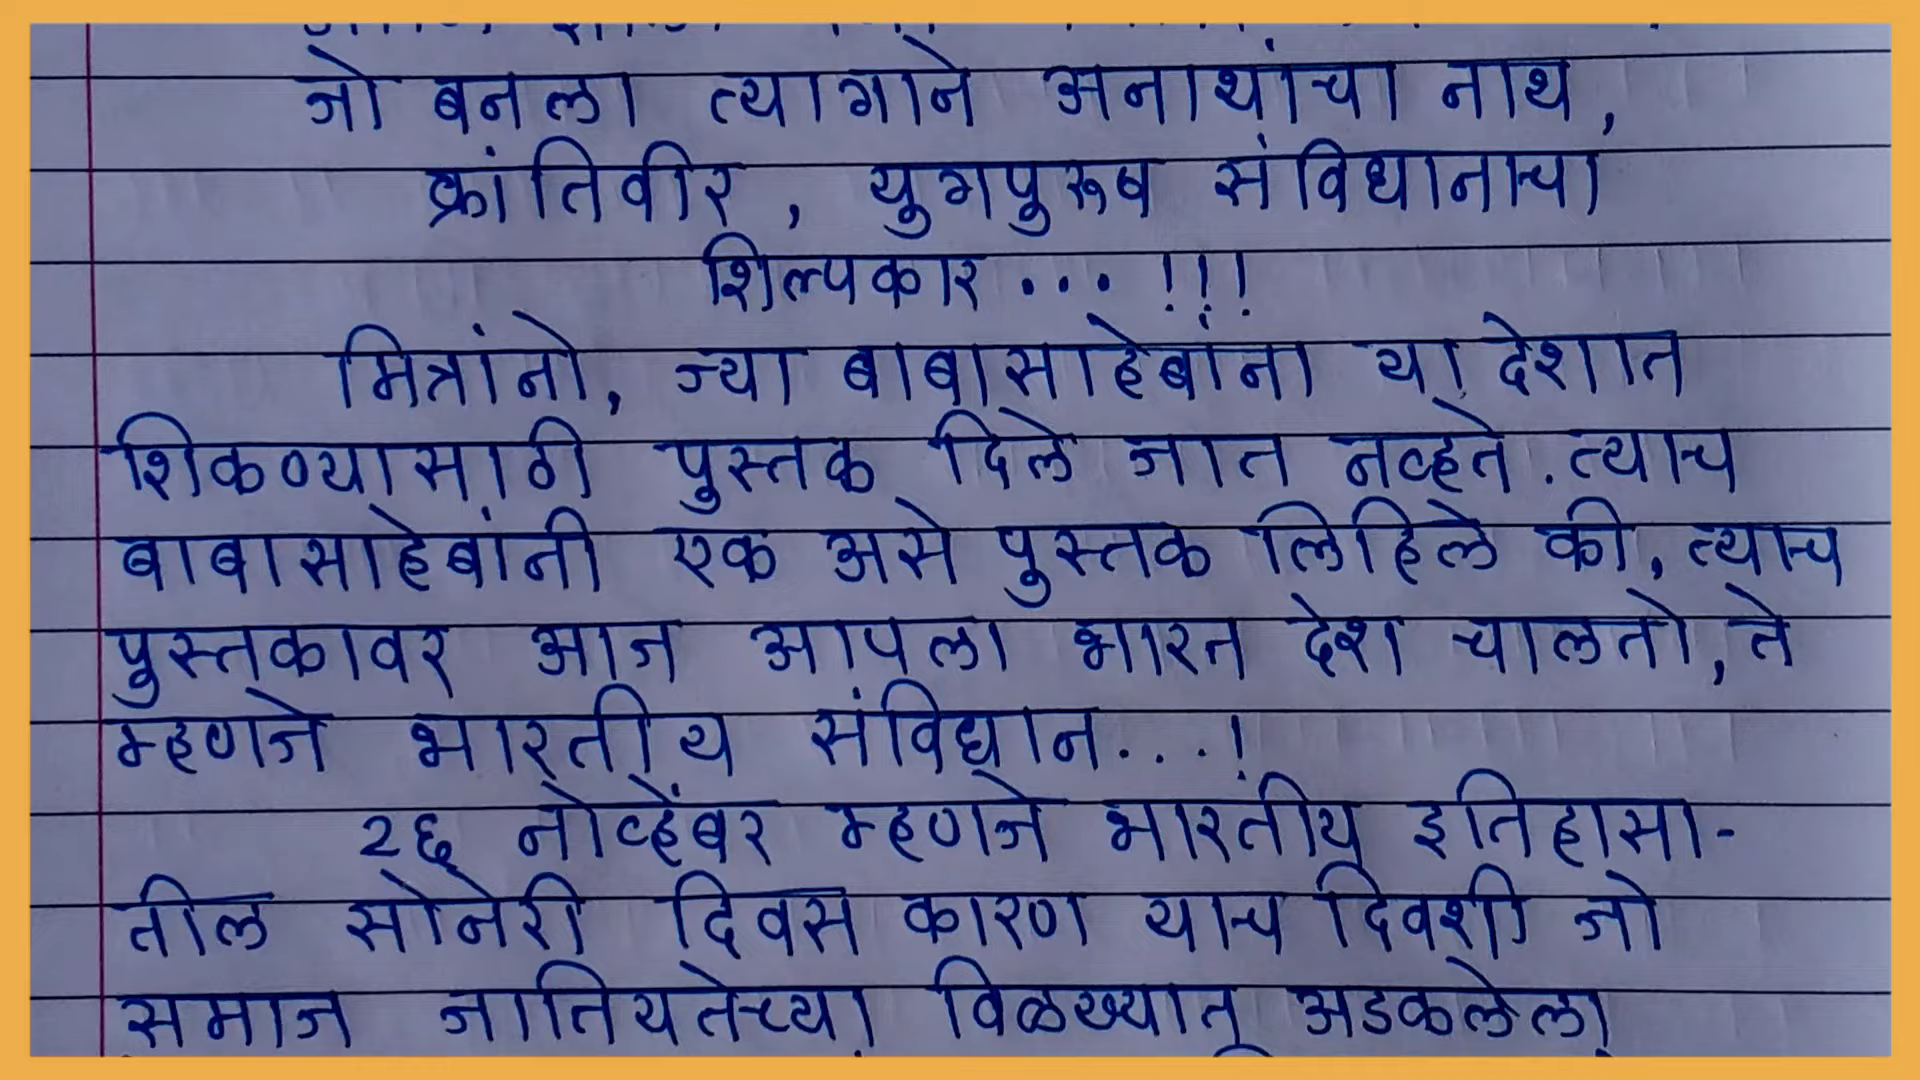 जो बनला त्यागाने अनाथांचा नाथ,
क्रांतिवीर, युगपुरूष संविधानाचा
शिल्पकार...!!!
मित्रांनो, ज्या बाबासाहेबांना या देशात
शिकण्यासाठी पुस्तक दिले जात नव्हते. त्याच
बाबासाहेबांनी एक असे पुस्तक लिहिले की, त्याच
पुस्तकावर आज आपला भारत देश चालतो, ते
म्हणजे भारतीय संविधान...!
२६ नोव्हेंबर म्हणजे भारतीय इतिहासा-
तील सोनेरी दिवस कारण याच दिवशी जो
समाज जातियतेच्या विळख्यात अडकलेला